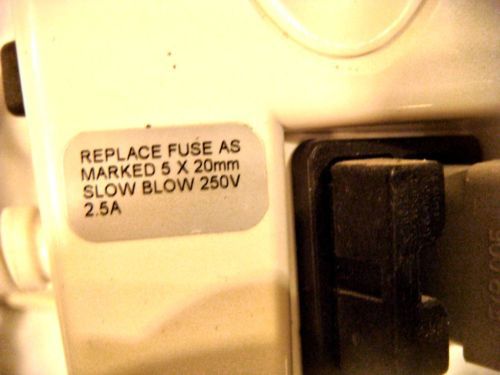 REPLACE FUSE AS
MARKED 5 X 20mm
SLOW BLOW 250V
2.5A